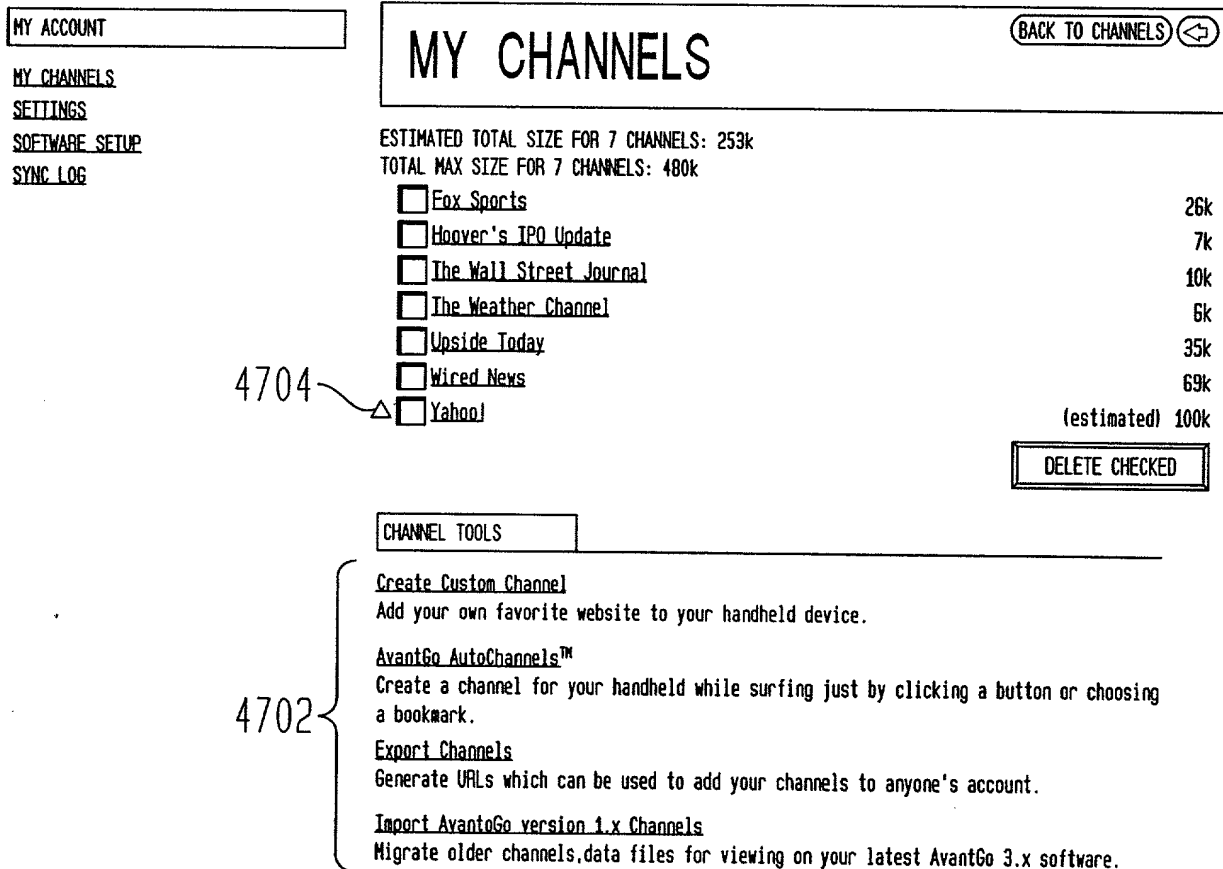 MY ACCOUNT
MY CHANNELS
SETTINGS
SOFTWARE SETUP
SYNC LOG
MY CHANNELS
BACK TO CHANNELS
ESTIMATED TOTAL SIZE FOR 7 CHANNELS: 253k
TOTAL MAX SIZE FOR 7 CHANNELS: 480k
Fox Sports 26k
Hoover's IPO Update 7k
The Wall Street Journal 10k
The Weather Channel 6k
Upside Today 35k
Wired News 69k
4704
Yahoo! (estimated) 100k
DELETE CHECKED
CHANNEL TOOLS
Create Custom Channel
Add your own favorite website to your handheld device.
AvantGo AutoChannels™
Create a channel for your handheld while surfing just by clicking a button or choosing
a bookmark.
4702
Export Channels
Generate URLs which can be used to add your channels to anyone's account.
Import AvantoGo version 1.x Channels
Migrate older channels,data files for viewing on your latest AvantGo 3.x software.